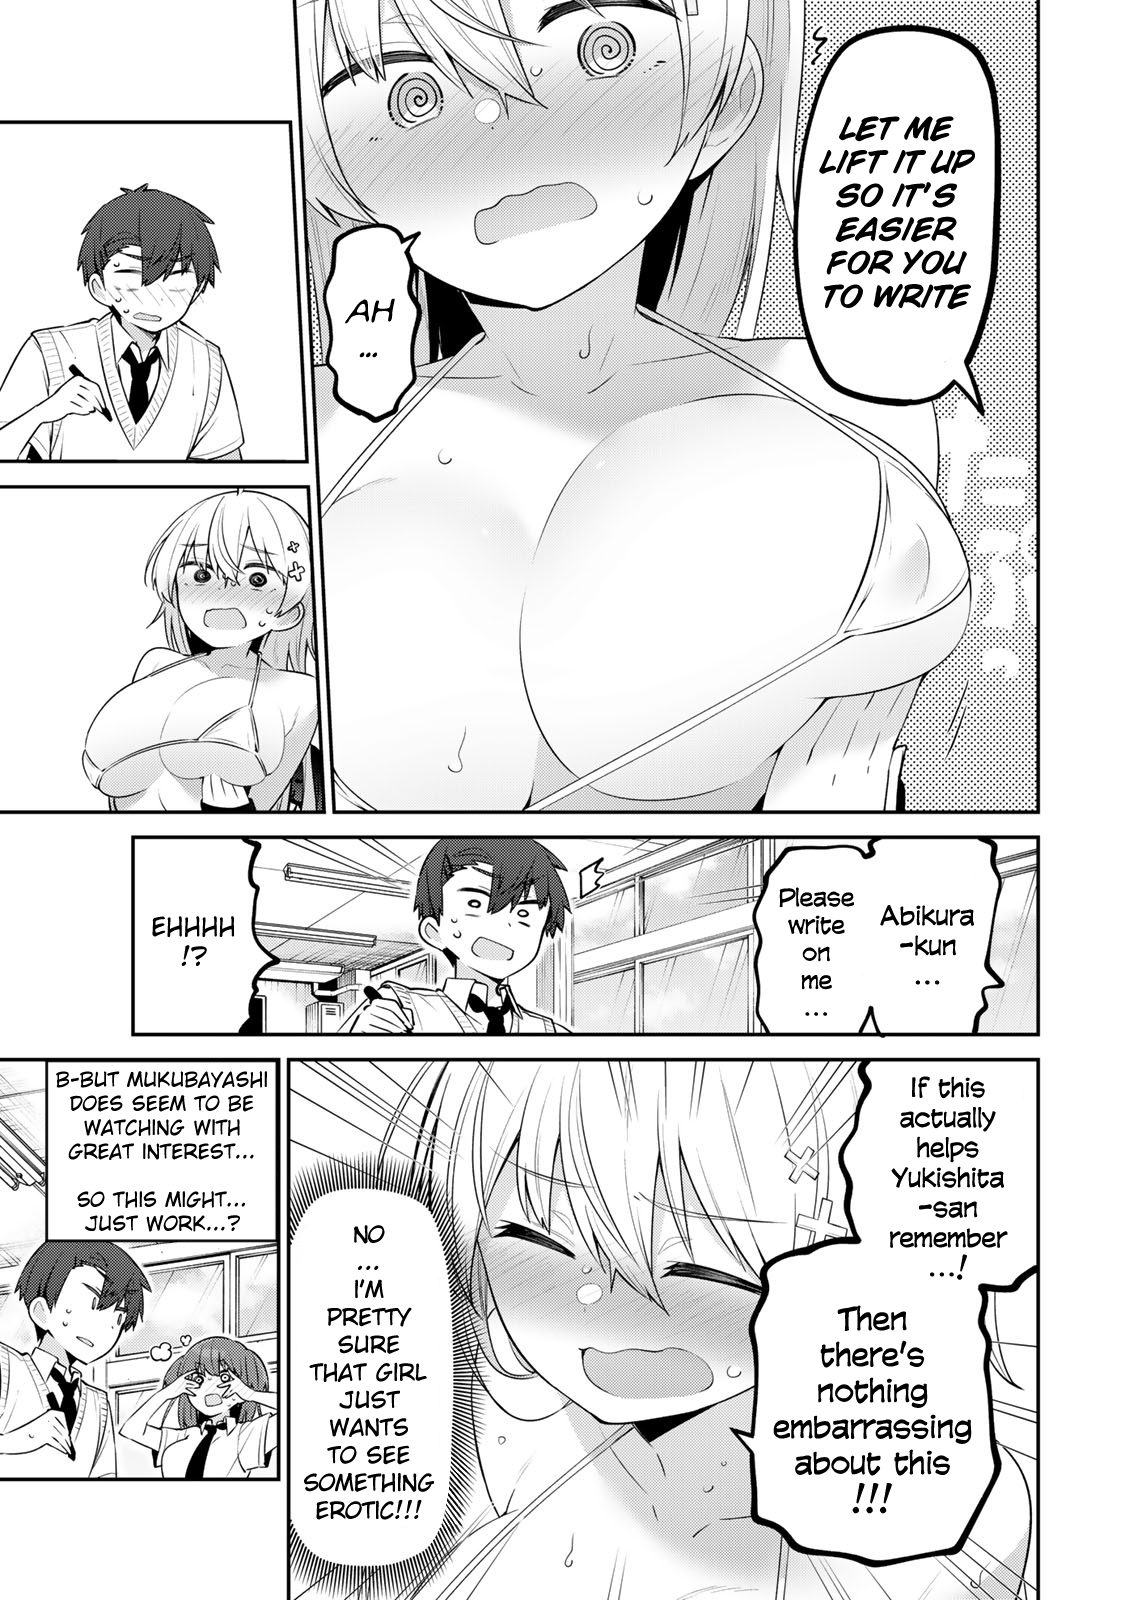 LET ME
LIFT IT UP
SO IT'S
EASIER
FOR YOU
TO WRITE
AH
...
Abikura
-kun
...
Please
write
on
me
...
EHHHH
!?
If this
actually
helps
Yukishita
-san
remember
...!
Then
there's
nothing
embarrassing
about this
!!!
NO
...
I'M
PRETTY
SURE
THAT GIRL
JUST
WANTS
TO SEE
SOMETHING
EROTIC!!!
B-BUT MUKUBAYASHI
DOES SEEM TO BE
WATCHING WITH
GREAT INTEREST...
SO THIS MIGHT...
JUST WORK...?